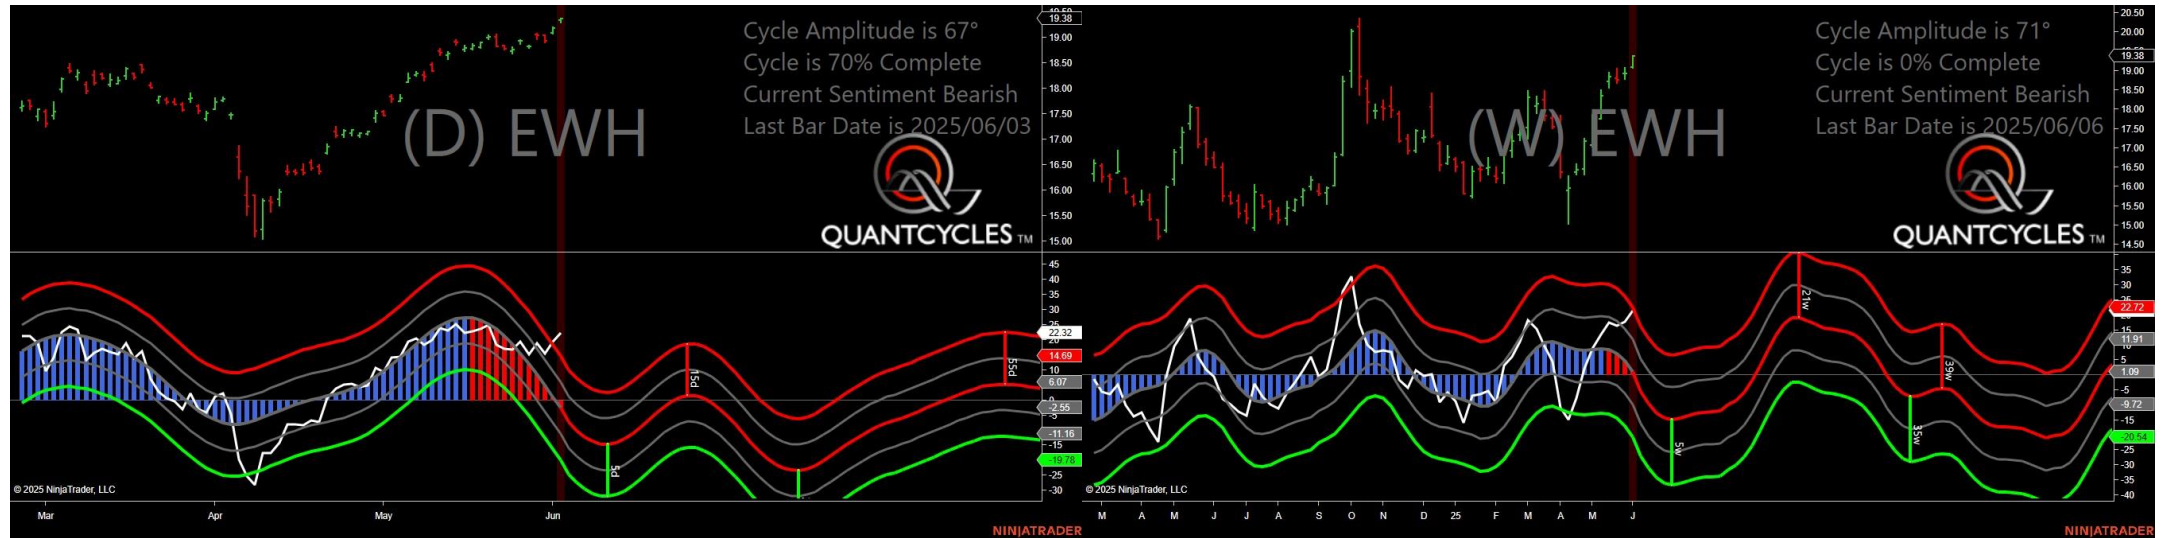 Cycle Amplitude is 67°
Cycle is 70% Complete
Current Sentiment Bearish
Last Bar Date is 2025/06/03
(D) EWH
QUANTCYCLES TM
19.38
19.00
18.50
18.00
17.50
17.00
16.50
16.00
15.50
15.00
45
40
35
30
25
22.32
20
14.69
10
6.07
0
-2.55
-5
-11.16
-15
-19.78
-25
-30
5d
15d
55d
© 2025 NinjaTrader, LLC
Mar
Apr
May
Jun
NINJATRADER
Cycle Amplitude is 71°
Cycle is 0% Complete
Current Sentiment Bearish
Last Bar Date is 2025/06/06
(W) EWH
QUANTCYCLES TM
20.50
20.00
19.38
19.00
18.50
18.00
17.50
17.00
16.50
16.00
15.50
15.00
14.50
35
30
22.72
15
11.91
5
1.09
-5
-9.72
-15
-20.54
-25
-30
-35
-40
5w
21w
35w
39w
© 2025 NinjaTrader, LLC
M A M J J A S O N D 25 F M A M J
NINJATRADER